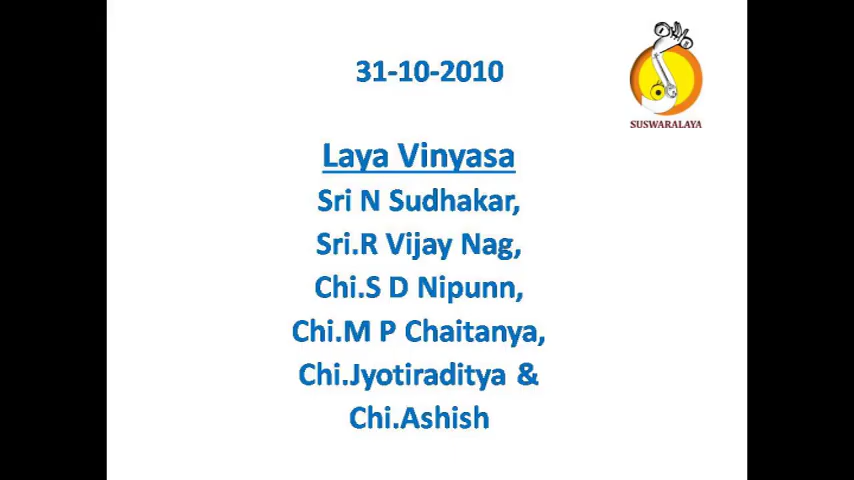 31-10-2010
SUSWARALAYA
Laya Vinyasa
Sri N Sudhakar,
Sri.R Vijay Nag,
Chi.S D Nipunn,
Chi.M P Chaitanya,
Chi.Jyotiraditya &
Chi.Ashish